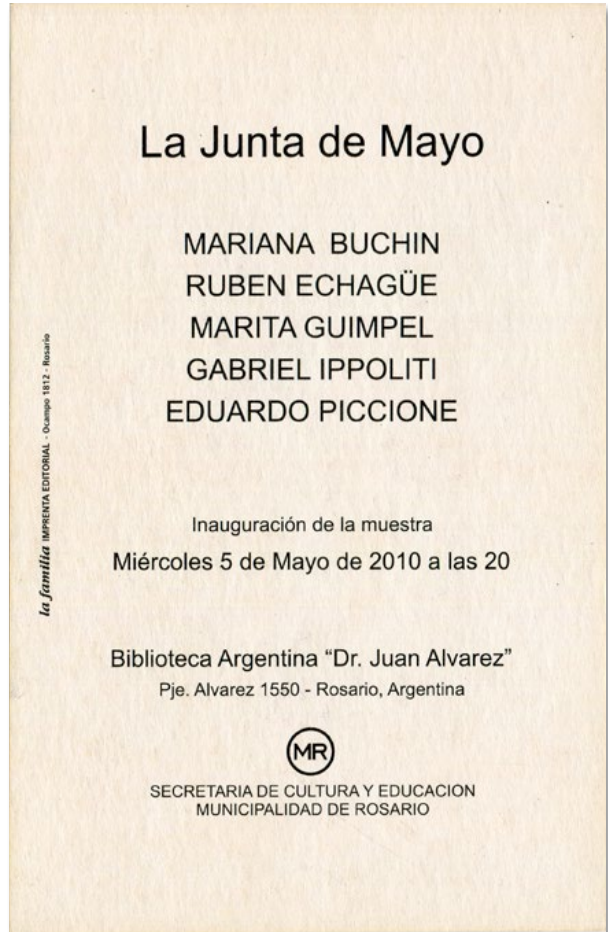 La Junta de Mayo
MARIANA BUCHIN
RUBEN ECHAGÜE
MARITA GUIMPEL
GABRIEL IPPOLITI
EDUARDO PICCIONE
Inauguración de la muestra
Miércoles 5 de Mayo de 2010 a las 20
Biblioteca Argentina “Dr. Juan Alvarez”
Pje. Alvarez 1550 - Rosario, Argentina
MR
SECRETARIA DE CULTURA Y EDUCACION
MUNICIPALIDAD DE ROSARIO
la familia IMPRENTA EDITORIAL - Ocampo 1812 - Rosario